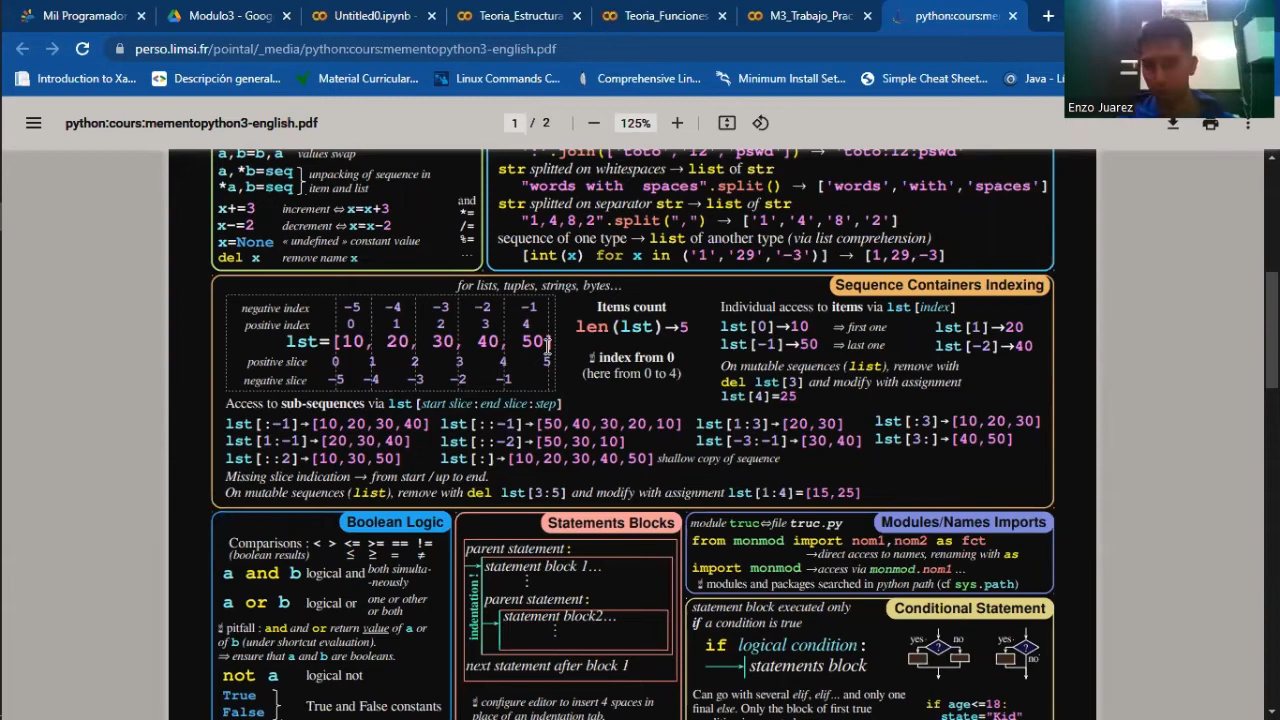 Mil Programador
Modulo3 - Goog
Untitled0.ipynb
Teoria_Estructura
Teoria_Funciones
M3_Trabajo_Prac
python:cours:me
perso.limsi.fr/pointal/_media/python:cours:mementopython3-english.pdf
Introduction to Xa...
Descripción general...
Material Curricular...
Linux Commands C...
Comprehensive Lin...
Minimum Install Set...
Simple Cheat Sheet...
Java - Li
Enzo Juarez
python:cours:mementopython3-english.pdf
1 / 2
125%
a,b=b,a values swap
a,*b=seq
*a,b=seq
unpacking of sequence in
item and list
x+=3 increment ⇔ x=x+3
x-=2 decrement ⇔ x=x-2
x=None « undefined » constant value
del x remove name x
and
*=
/=
%=
...
':'.join(['toto','12','pswd']) → 'toto:12:pswd'
str splitted on whitespaces → list of str
"words with  spaces".split() → ['words','with','spaces']
str splitted on separator str → list of str
"1,4,8,2".split(",") → ['1','4','8','2']
sequence of one type → list of another type (via list comprehension)
[int(x) for x in ('1','29','-3')] → [1,29,-3]
for lists, tuples, strings, bytes…
Sequence Containers Indexing
negative index -5 -4 -3 -2 -1
positive index 0 1 2 3 4
lst=[10, 20, 30, 40, 50]
positive slice 0 1 2 3 4 5
negative slice -5 -4 -3 -2 -1
Items count
len(lst)→5
☝ index from 0
(here from 0 to 4)
Individual access to items via lst[index]
lst[0]→10 ⇒ first one lst[1]→20
lst[-1]→50 ⇒ last one lst[-2]→40
On mutable sequences (list), remove with
del lst[3] and modify with assignment
lst[4]=25
Access to sub-sequences via lst[start slice:end slice:step]
lst[:-1]→[10,20,30,40] lst[::-1]→[50,40,30,20,10] lst[1:3]→[20,30] lst[:3]→[10,20,30]
lst[1:-1]→[20,30,40] lst[::-2]→[50,30,10] lst[-3:-1]→[30,40] lst[3:]→[40,50]
lst[::2]→[10,30,50] lst[:]→[10,20,30,40,50] shallow copy of sequence
Missing slice indication → from start / up to end.
On mutable sequences (list), remove with del lst[3:5] and modify with assignment lst[1:4]=[15,25]
Boolean Logic
Comparisons : < > <= >= == !=
(boolean results) ≤ ≥ = ≠
a and b logical and both simulta-
-neously
a or b logical or one or other
or both
☝ pitfall : and and or return value of a or
of b (under shortcut evaluation).
⇒ ensure that a and b are booleans.
not a logical not
True
False
True and False constants
Statements Blocks
parent statement :
statement block 1…
⋮
parent statement :
statement block2…
⋮
next statement after block 1
indentation !
☝ configure editor to insert 4 spaces in
place of an indentation tab.
module truc⇔file truc.py
Modules/Names Imports
from monmod import nom1,nom2 as fct
→direct access to names, renaming with as
import monmod →access via monmod.nom1 …
☝ modules and packages searched in python path (cf sys.path)
statement block executed only
if a condition is true
Conditional Statement
if logical condition:
statements block
yes no
yes
no
? ?
Can go with several elif, elif... and only one
final else. Only the block of first true
if age<=18:
state="Kid"